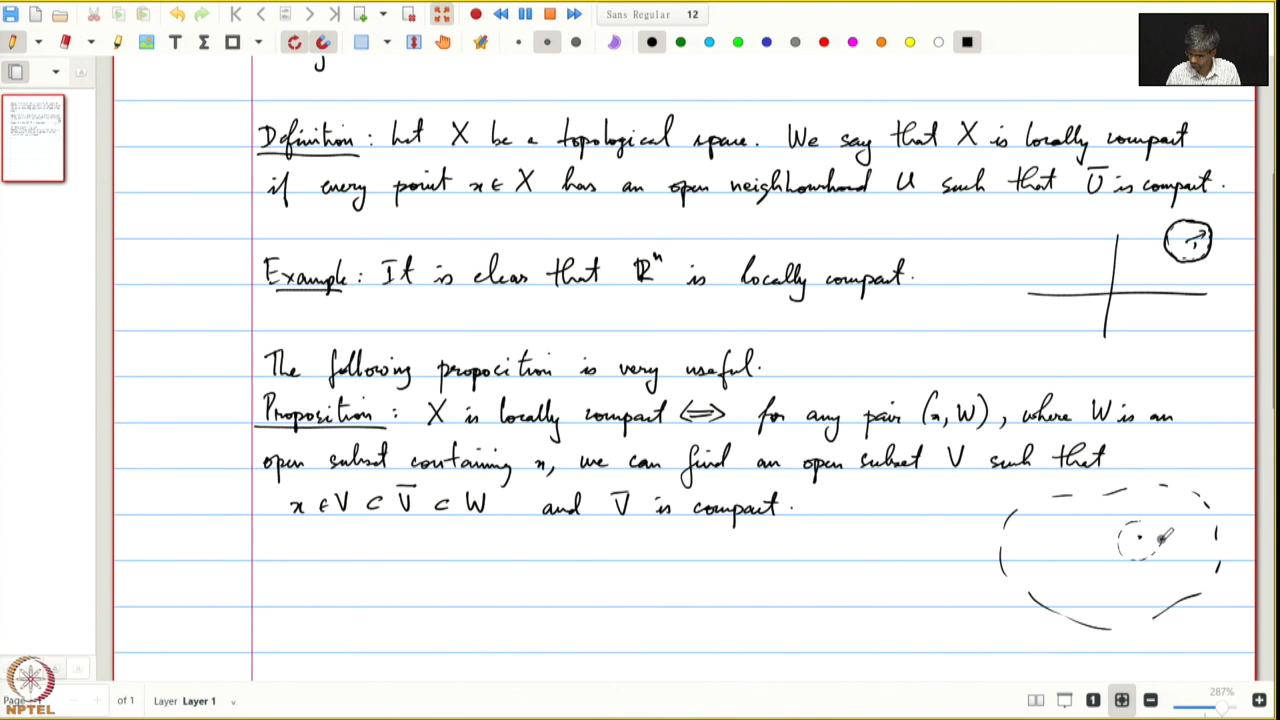 Sans Regular 12
Definition : Let X be a topological space. We say that X is locally compact
if every point x ∈ X has an open neighbourhood U such that U̅ is compact.
Example : It is clear that ℝⁿ is locally compact.
The following proposition is very useful.
Proposition : X is locally compact ⟺ for any pair (x, W), where W is an
open subset containing x, we can find an open subset V such that
x ∈ V ⊂ V̅ ⊂ W and V̅ is compact.
NPTEL
Page
of 1
Layer Layer 1
287%